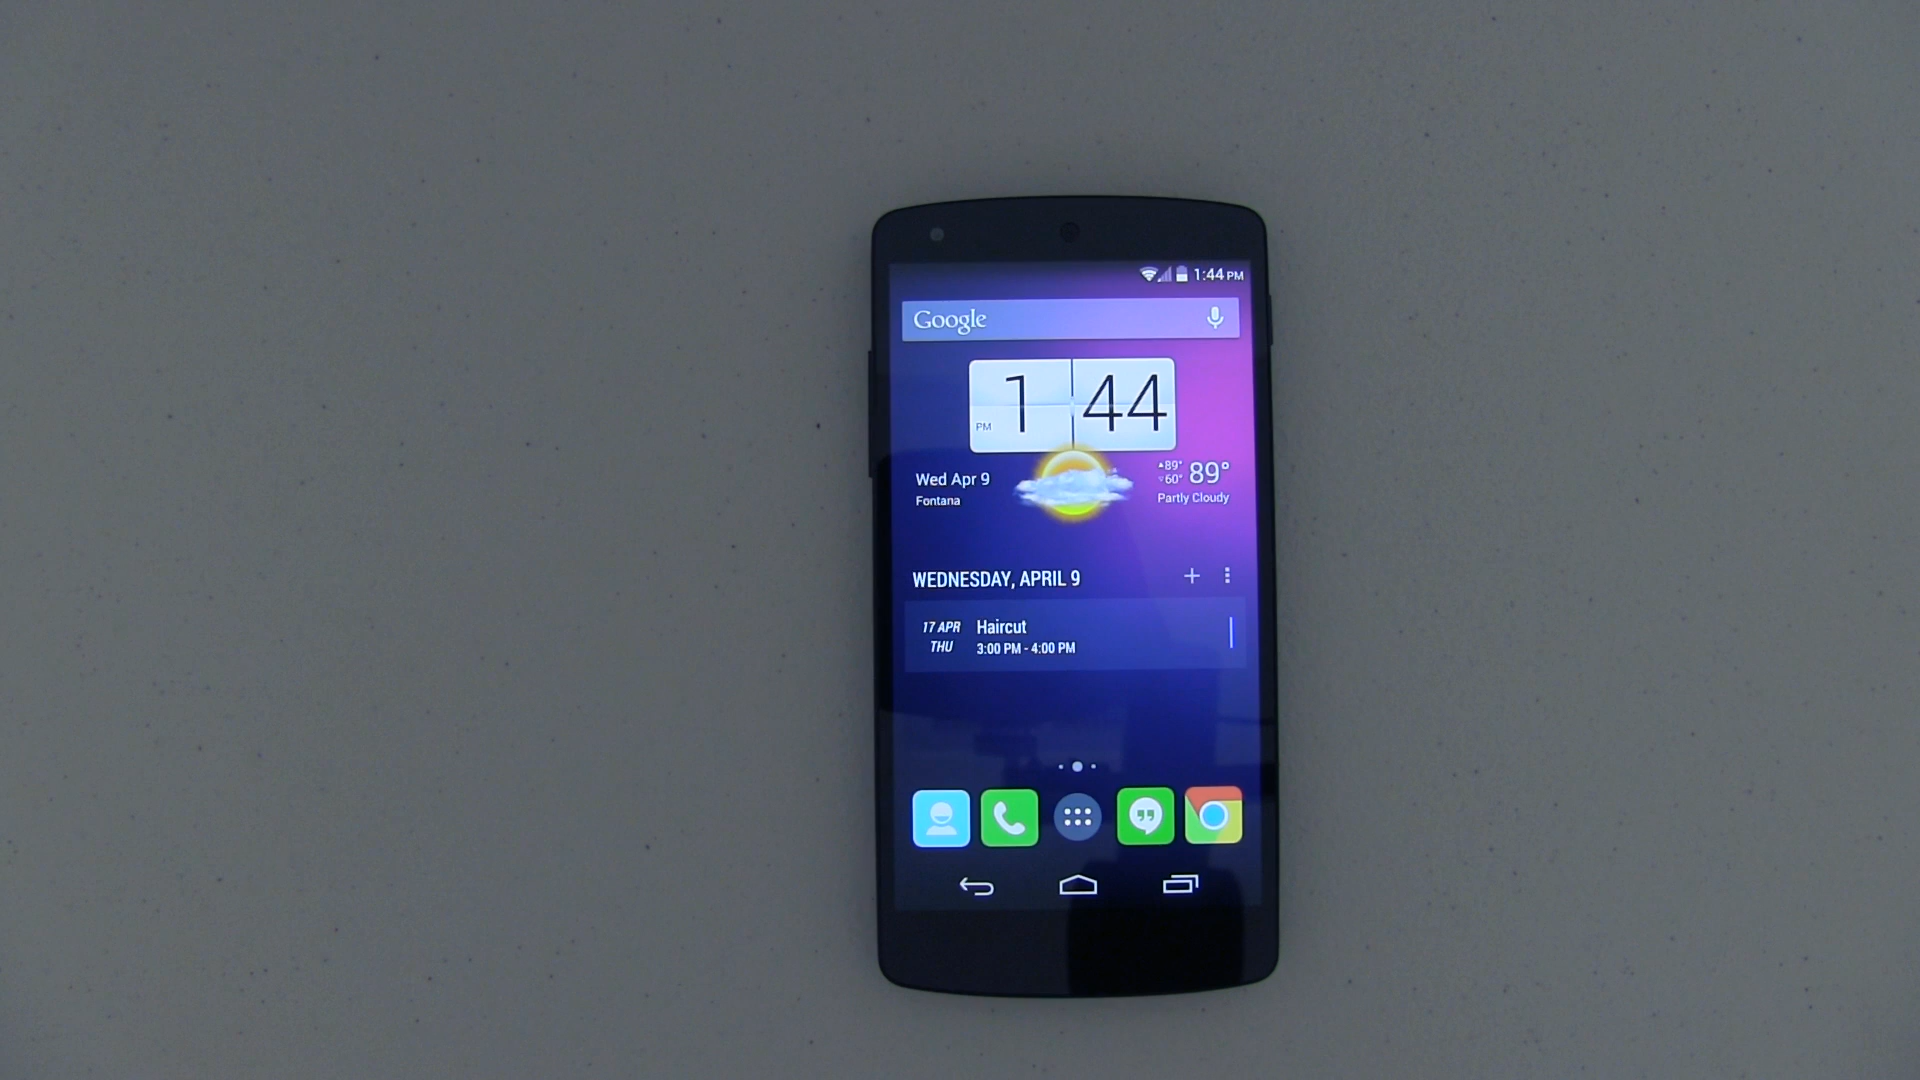 1:44 PM
Google
PM 1 44
Wed Apr 9
Fontana
89° 60° 89°
Partly Cloudy
WEDNESDAY, APRIL 9
17 APR Haircut
THU 3:00 PM - 4:00 PM